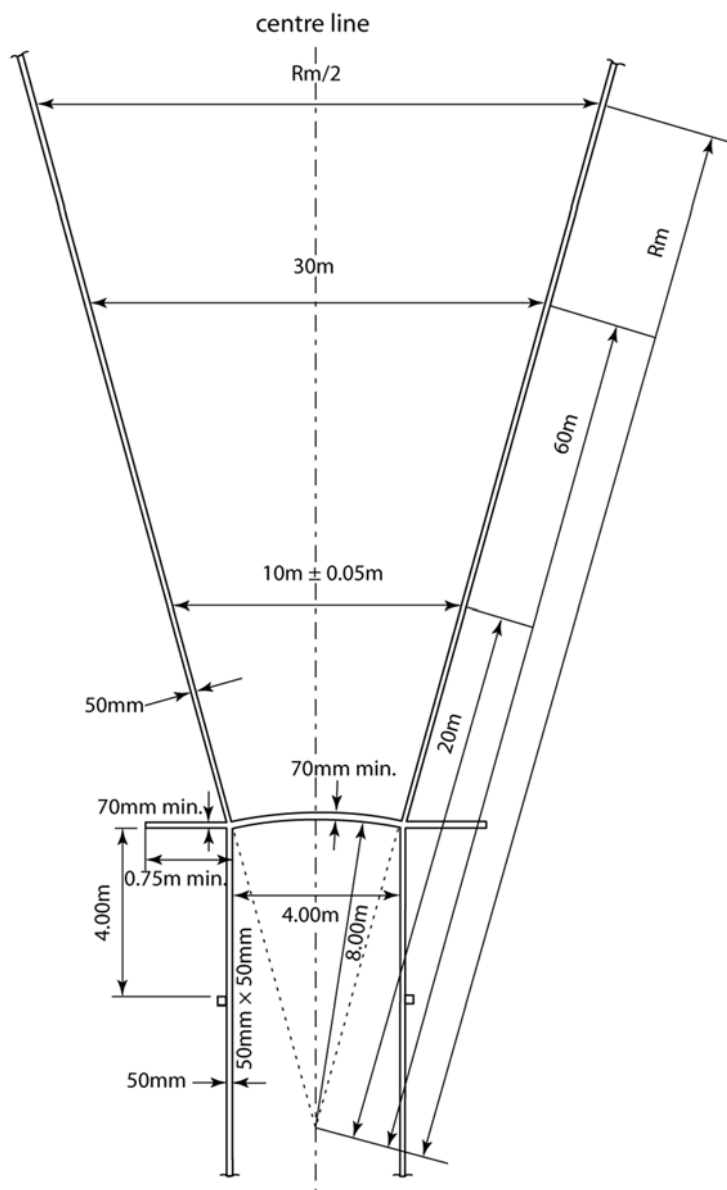 centre line
Rm/2
Rm
30m
60m
10m ± 0.05m
50mm
20m
70mm min.
70mm min.
0.75m min.
4.00m
4.00m
8.00m
50mm × 50mm
50mm